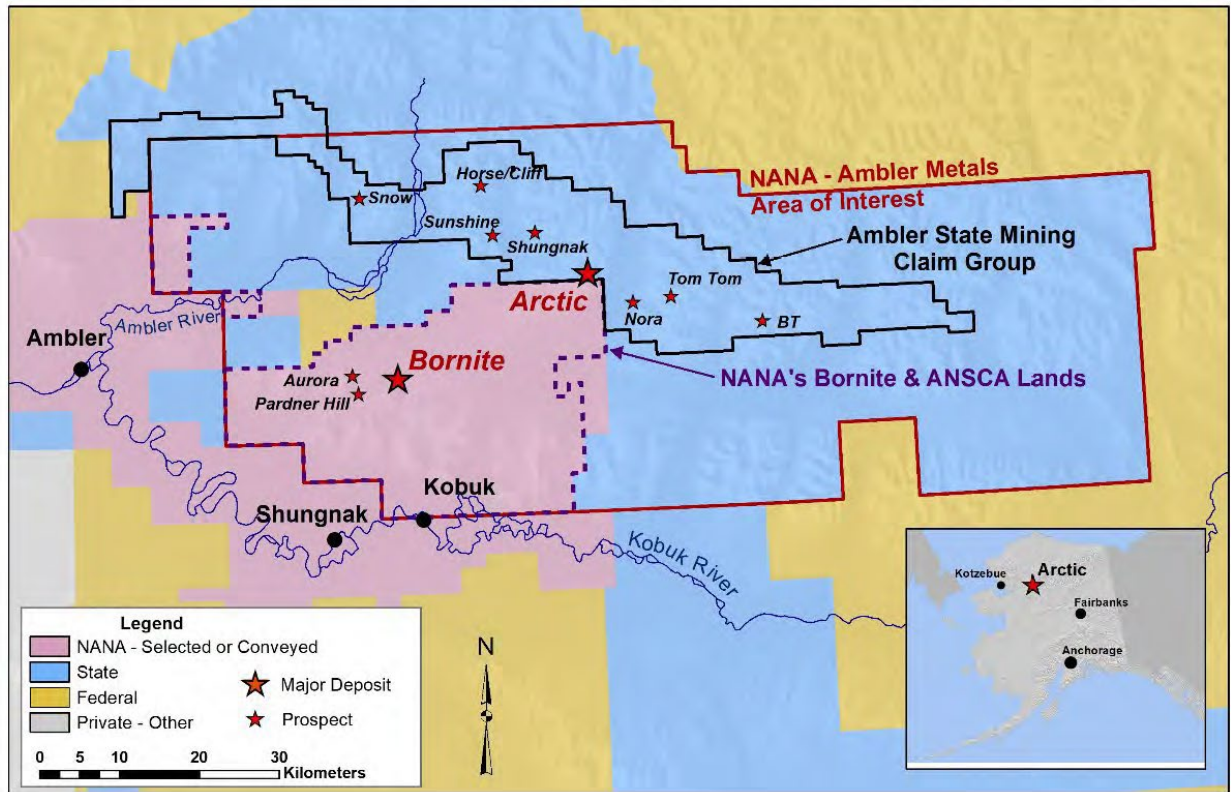 Horse/Cliff
Snow
NANA - Ambler Metals
Area of Interest
Sunshine
Shungnak
Ambler State Mining
Claim Group
Arctic
Tom Tom
Nora
BT
Ambler River
Ambler
Bornite
NANA's Bornite & ANSCA Lands
Aurora
Pardner Hill
Kobuk
Shungnak
Kobuk River
Legend
NANA - Selected or Conveyed
State
Federal
Private - Other
Major Deposit
Prospect
0 5 10 20 30
Kilometers
N
Kotzebue
Arctic
Fairbanks
Anchorage